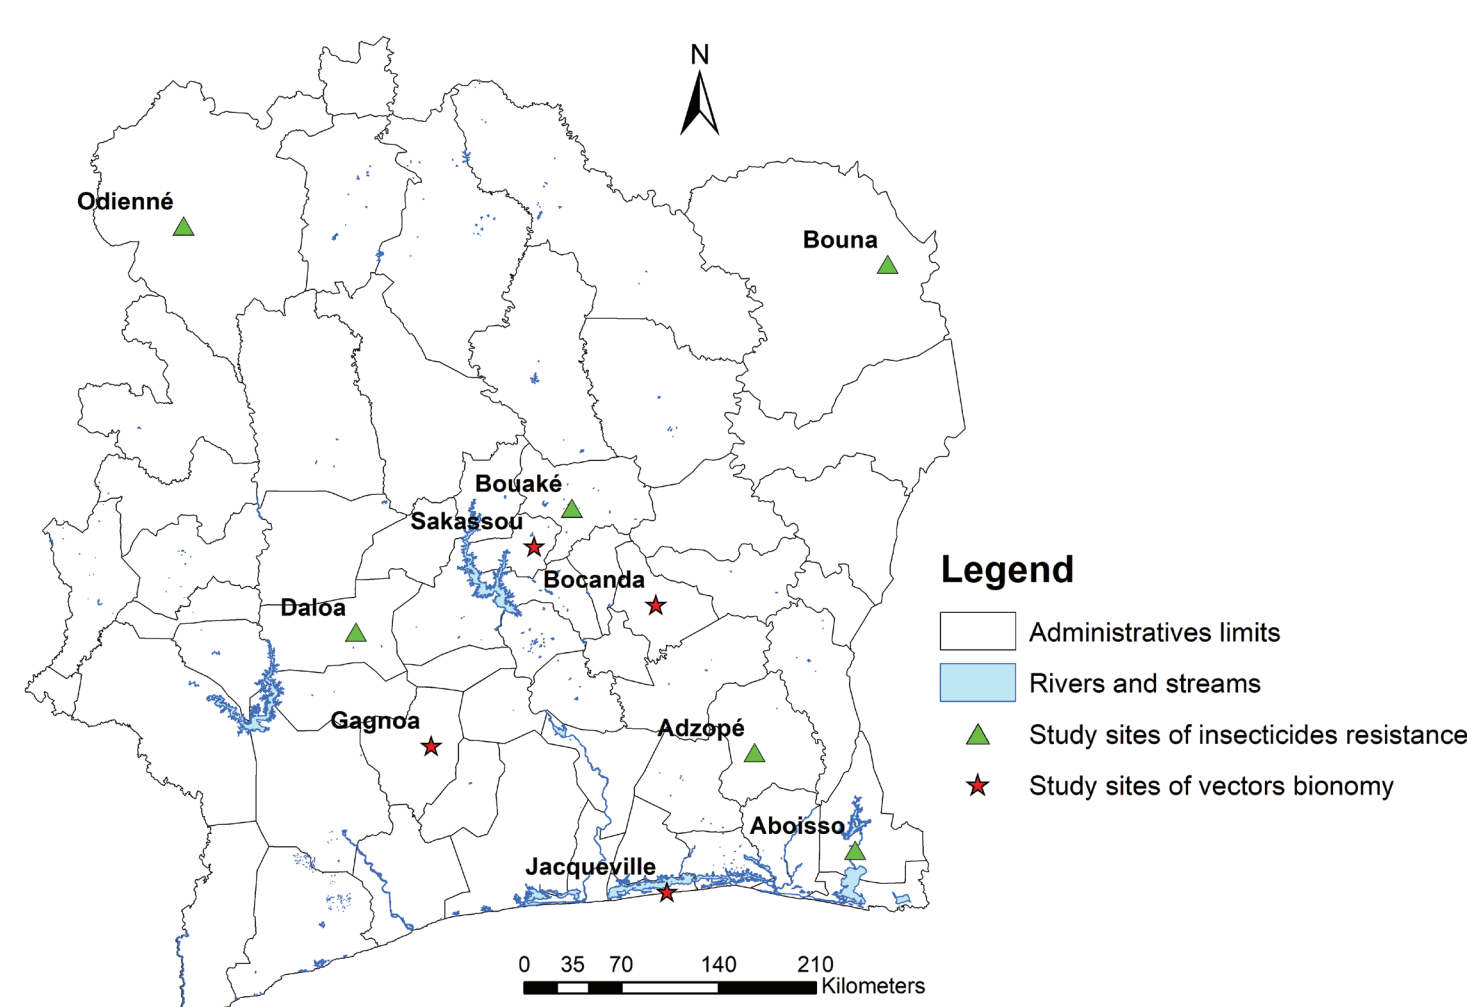 N
Odienné
Bouna
Bouaké
Sakassou
Bocanda
Daloa
Gagnoa
Adzopé
Aboisso
Jacqueville
Legend
Administratives limits
Rivers and streams
Study sites of insecticides resistance
Study sites of vectors bionomy
0 35 70 140 210
Kilometers